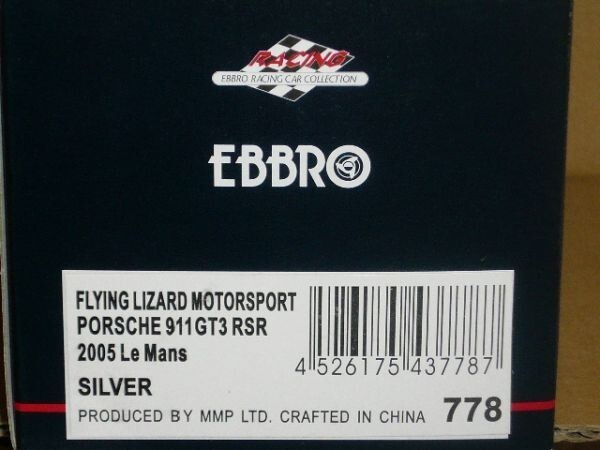 RACING
EBBRO RACING CAR COLLECTION
EBBRO
FLYING LIZARD MOTORSPORT
PORSCHE 911GT3 RSR
2005 Le Mans
4 526175 437787
SILVER
PRODUCED BY MMP LTD. CRAFTED IN CHINA 778